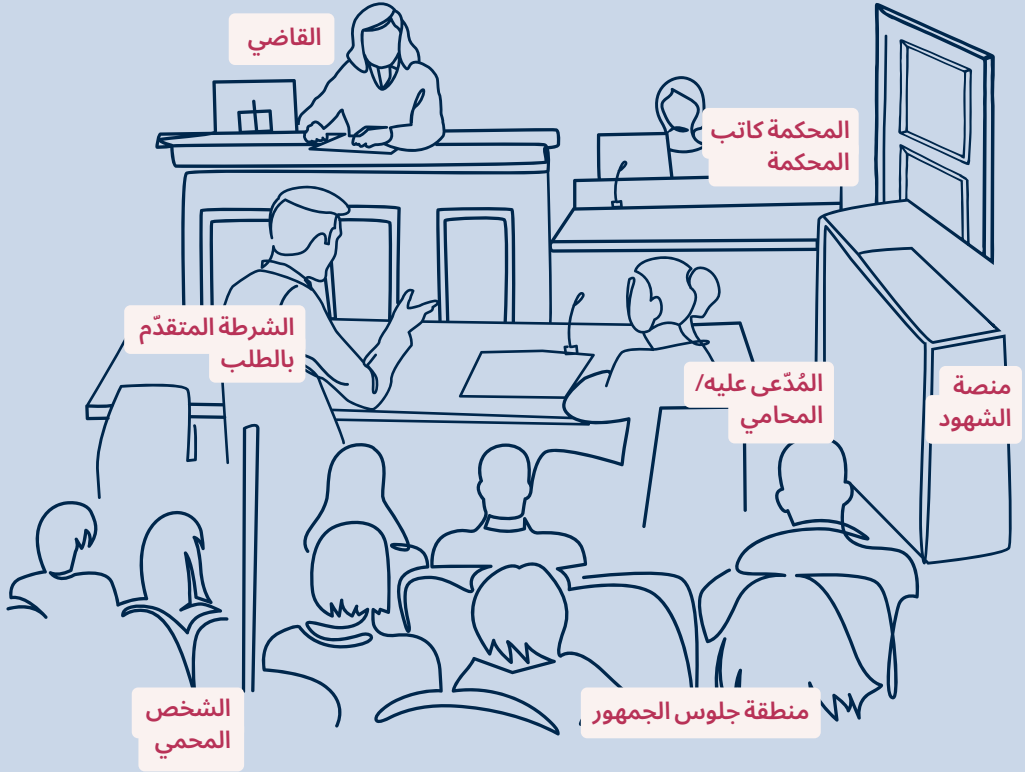 القاضي
المحكمة كاتب
المحكمة
الشرطة المتقدّم
بالطلب
المُدّعى عليه/
المحامي
منصة
الشهود
الشخص
المحمي
منطقة جلوس الجمهور